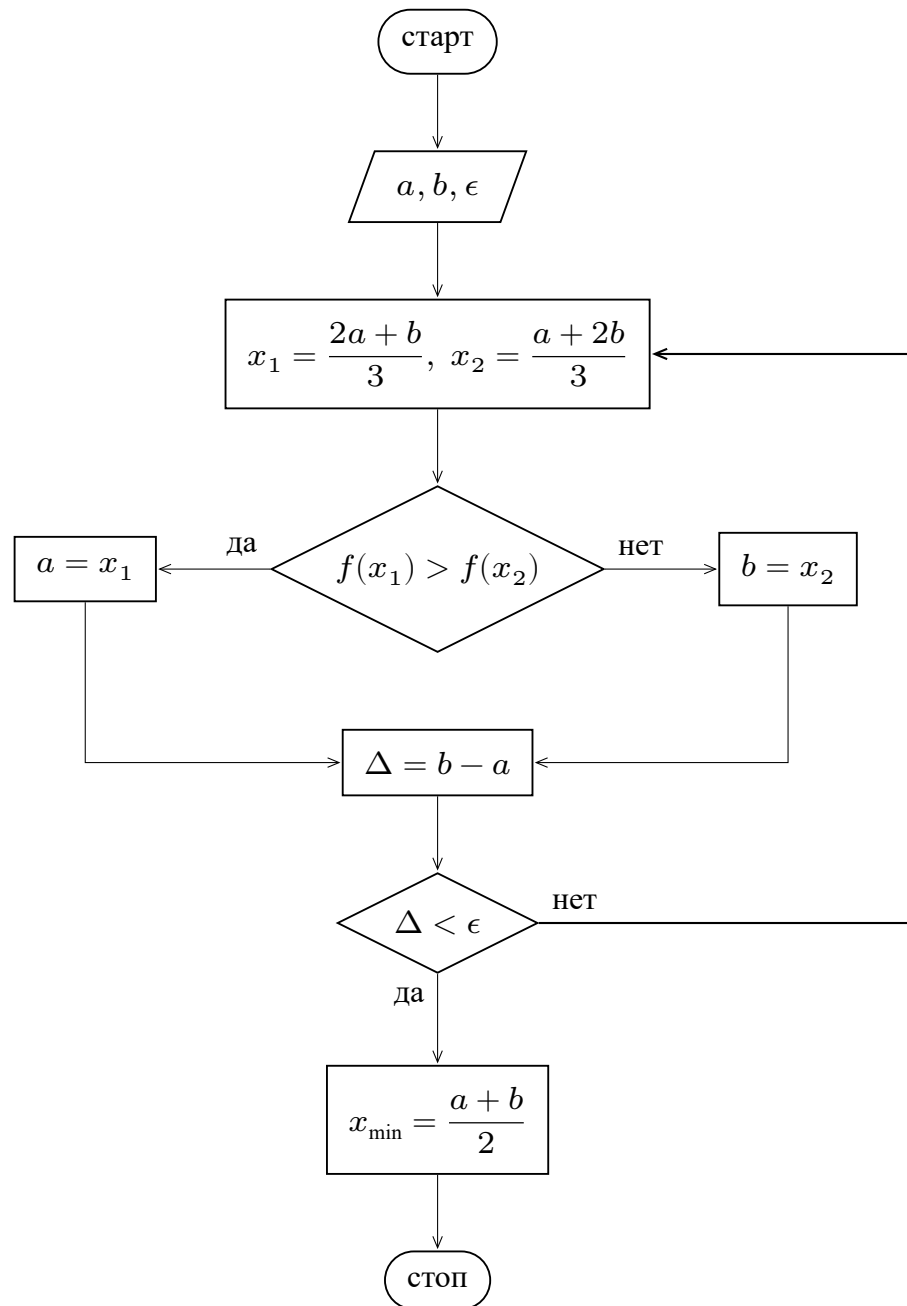 старт
a, b, ϵ
x₁ = (2a + b)/3, x₂ = (a + 2b)/3
да
нет
a = x₁
f(x₁) > f(x₂)
b = x₂
Δ = b − a
нет
Δ < ϵ
да
x_min = (a + b)/2
стоп